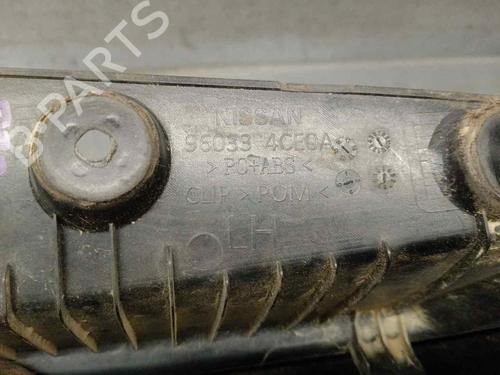 B-PARTS
NISSAN
96033 4CE0A
>PC+ABS<
CLIP >POM<
LH